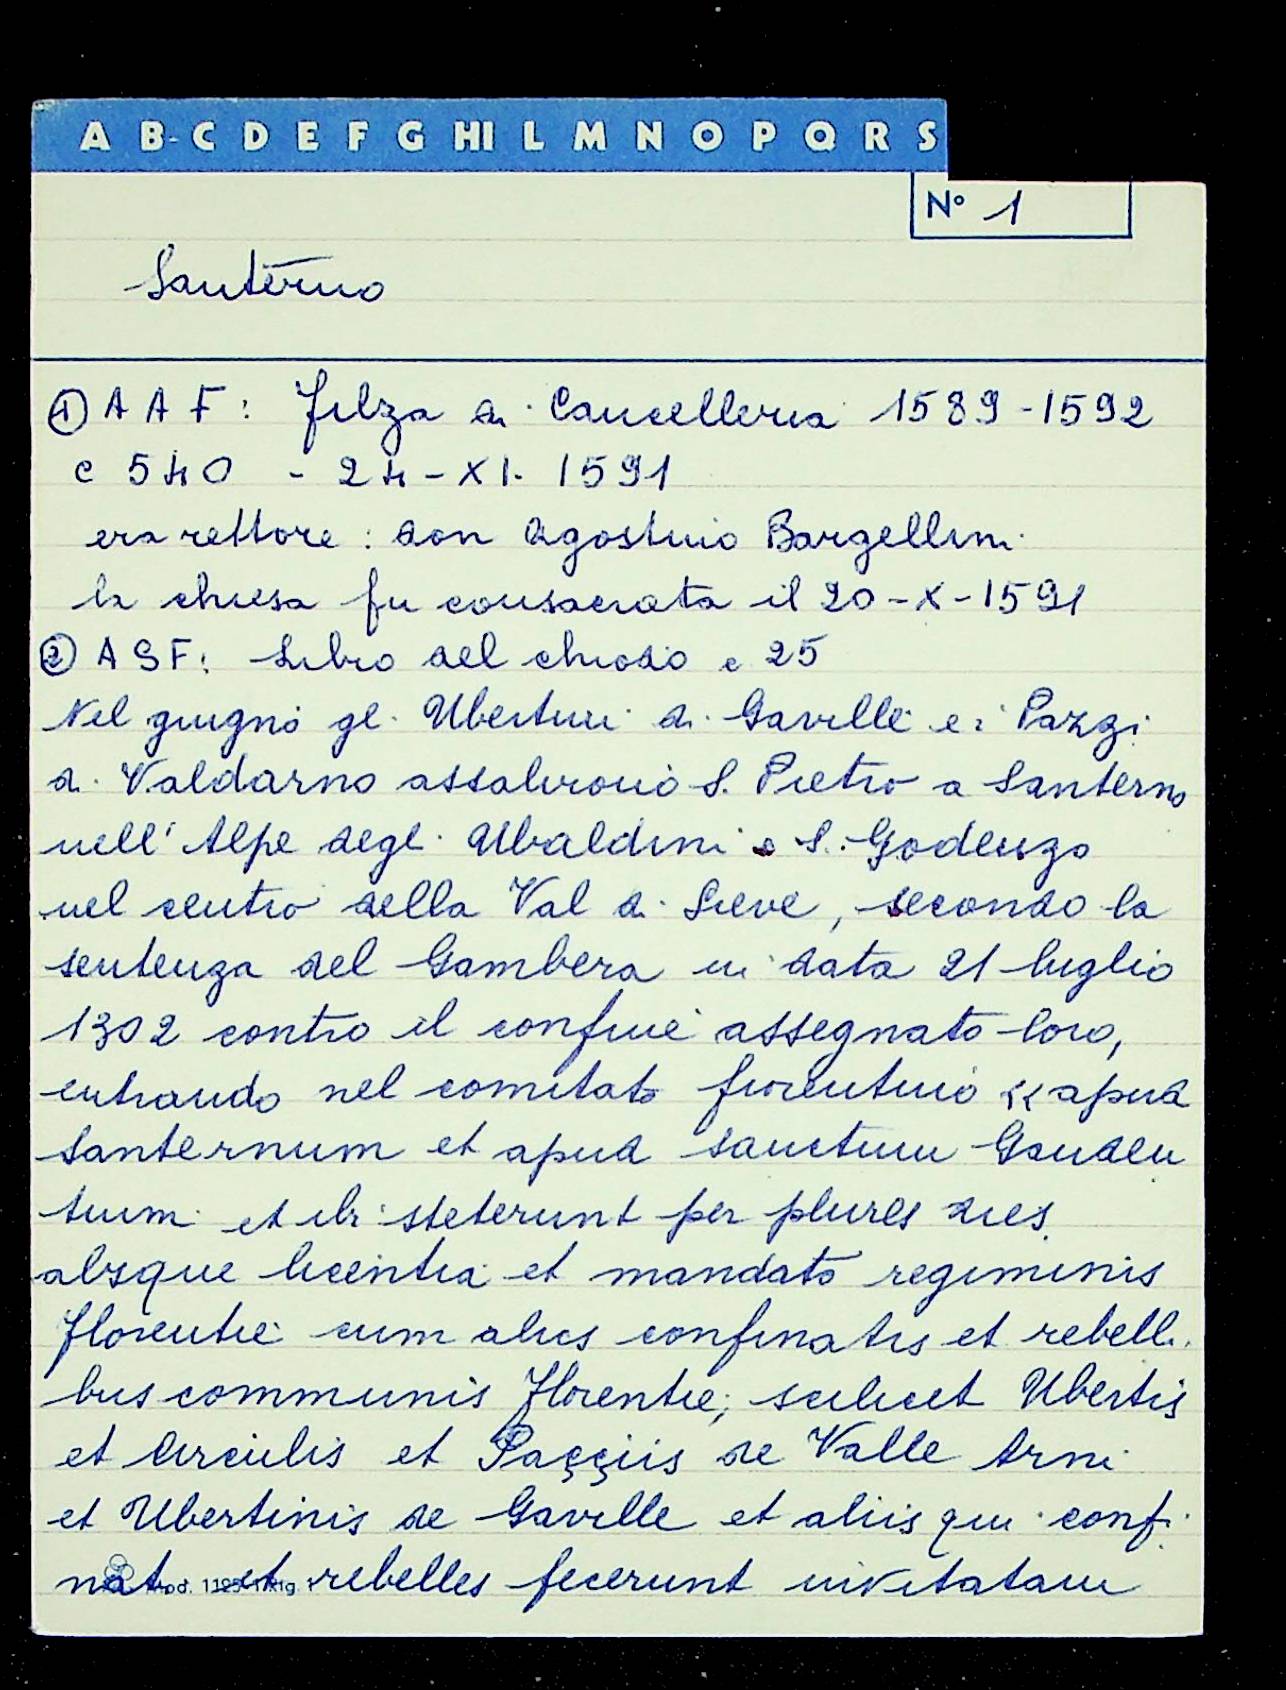 A B-C D E F G HI L M N O P Q R S
N° 1
Santerno
① A A F: Filza di Cancelleria 1589-1592
c 540 - 24-XI-1591
era rettore: don Agostino Bargellini
la chiesa fu consacrata il 20-X-1591
② A S F: Libro del chiodo c 25
Nel giugno gli Ubertini di Gaville e i Pazzi
di Valdarno assalirono S. Pietro a Santerno
nell'Alpe degli Ubaldini e S. Godenzo
nel centro della Val di Sieve, secondo la
sentenza del Gambera in data 21 luglio
1302 contro il confine assegnato loro,
entrando nel comitato fiorentino « apud
Santernum et apud sanctum Gauden
tium et ibi steterunt per plures dies
absque licentia et mandato regiminis
Florentie cum aliis confinatis et rebelli
bus communis Florentie; scilicet Ubertis
et et Paççiis de Valle Arni
et Ubertinis de Gaville et aliis qui confi
nati et rebelles fecerunt invitatam